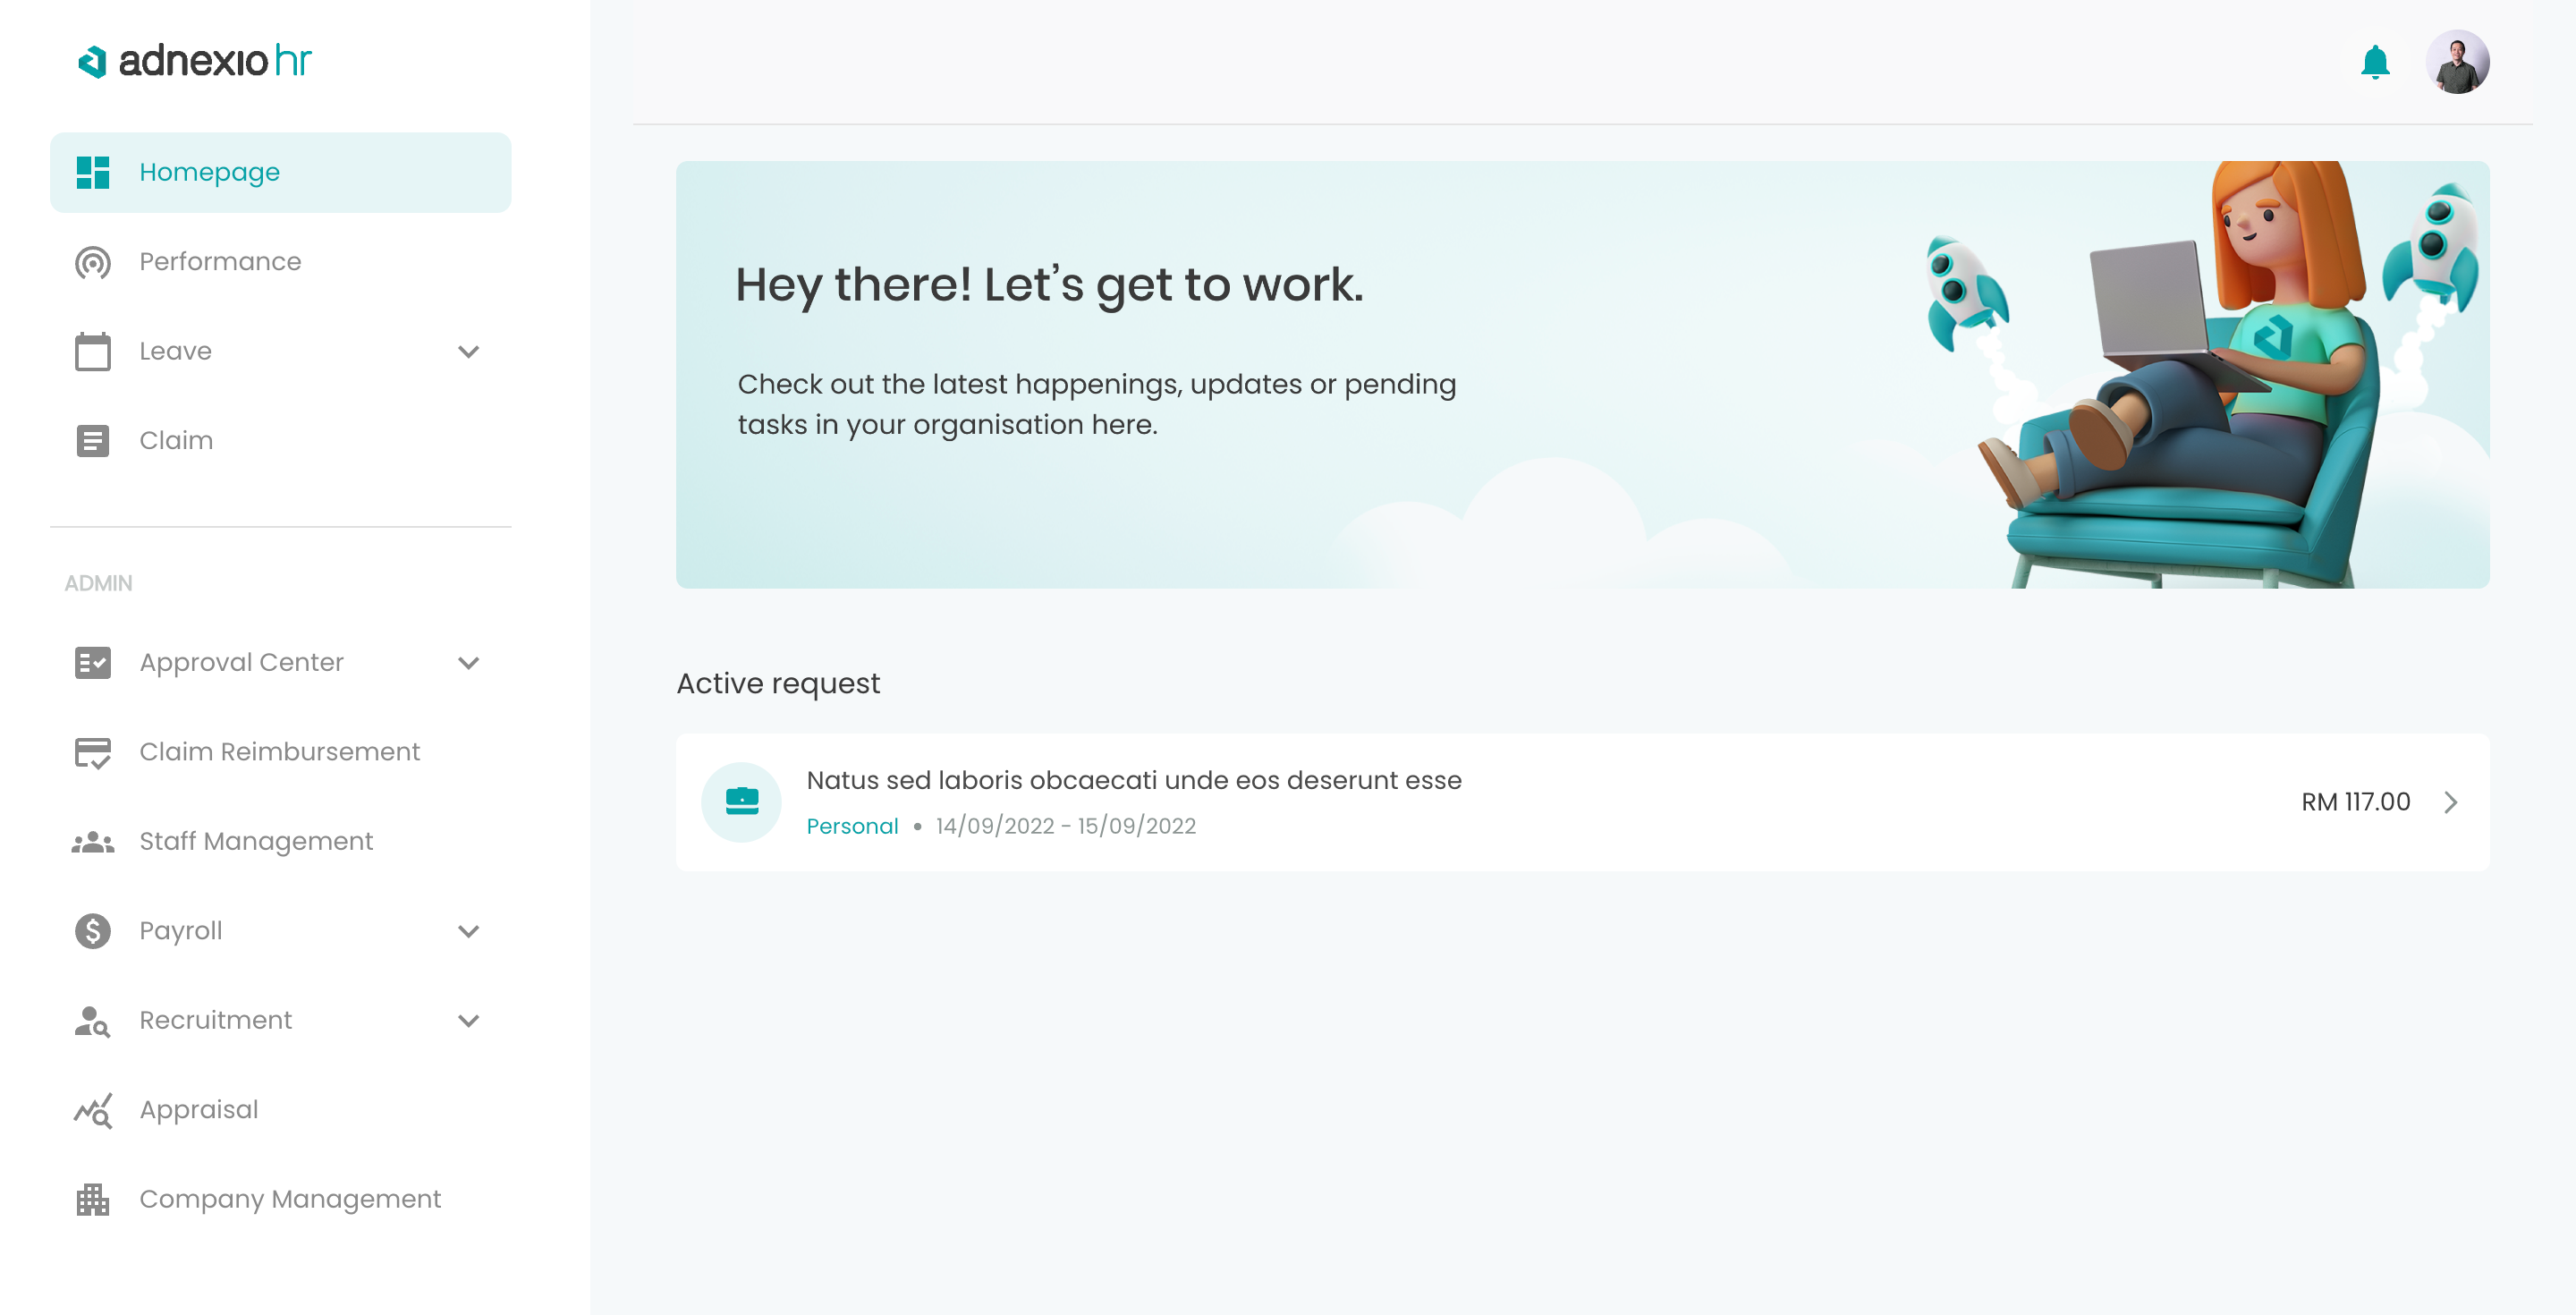 adnexio hr
Homepage
Performance
Leave
Claim
ADMIN
Approval Center
Claim Reimbursement
Staff Management
Payroll
Recruitment
Appraisal
Company Management
Hey there! Let’s get to work.
Check out the latest happenings, updates or pending
tasks in your organisation here.
Active request
Natus sed laboris obcaecati unde eos deserunt esse
Personal • 14/09/2022 - 15/09/2022
RM 117.00